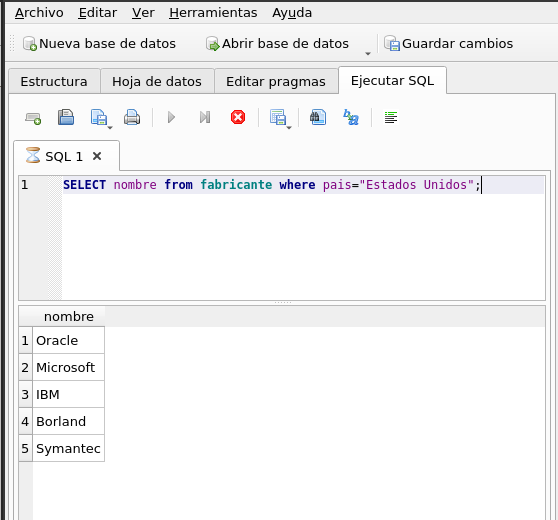 Archivo Editar Ver Herramientas Ayuda
Nueva base de datos Abrir base de datos Guardar cambios
Estructura Hoja de datos Editar pragmas Ejecutar SQL
SQL 1
1 SELECT nombre from fabricante where pais="Estados Unidos";
nombre
1 Oracle
2 Microsoft
3 IBM
4 Borland
5 Symantec